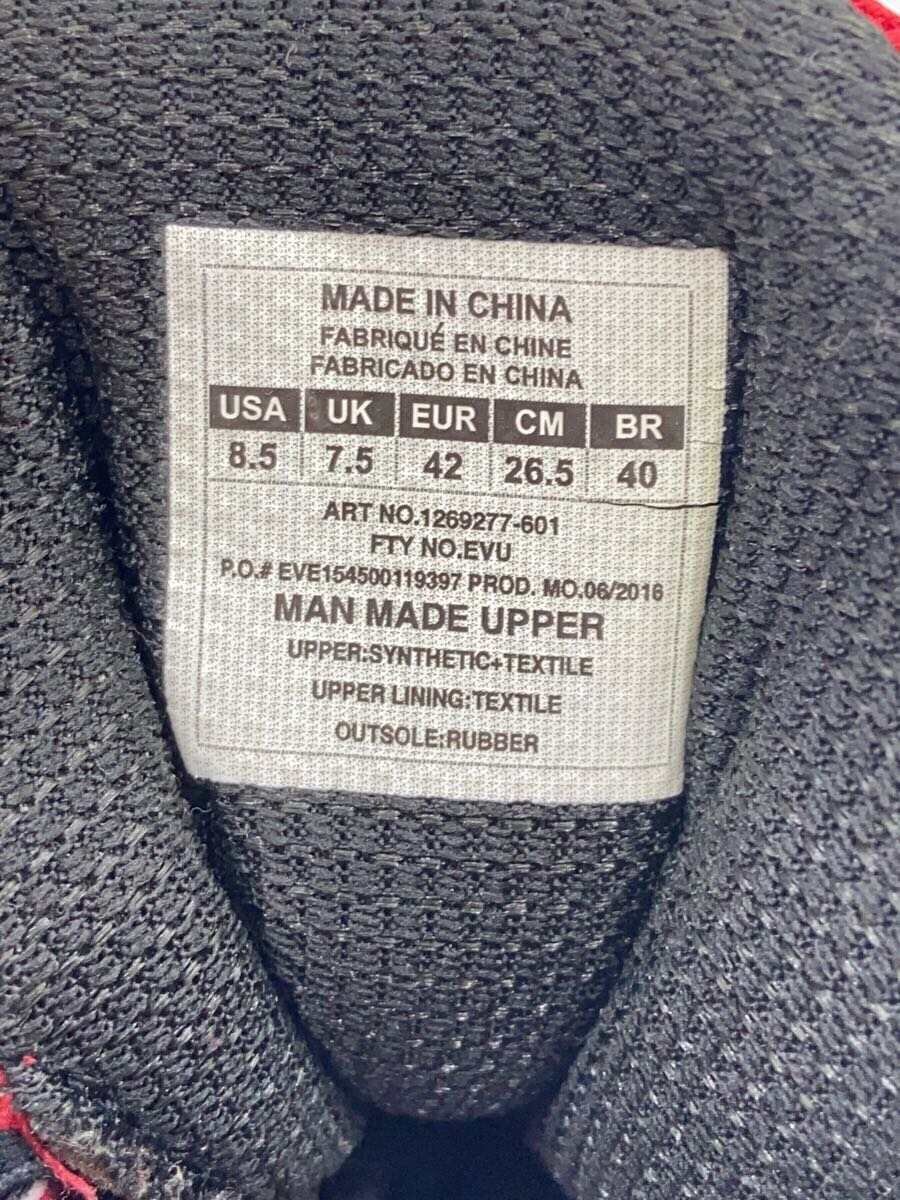 MADE IN CHINA
FABRIQUÉ EN CHINE
FABRICADO EN CHINA
USA UK EUR CM BR
8.5 7.5 42 26.5 40
ART NO.1269277-601
FTY NO.EVU
P.O.# EVE154500119397 PROD. MO.06/2016
MAN MADE UPPER
UPPER:SYNTHETIC+TEXTILE
UPPER LINING:TEXTILE
OUTSOLE:RUBBER